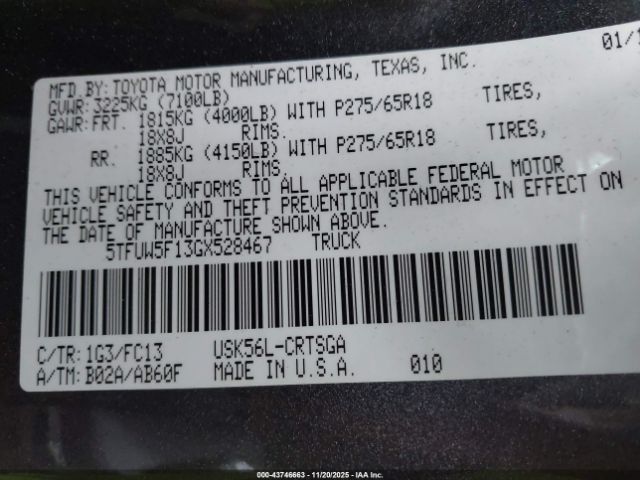 01/1
MFD.BY:TOYOTA MOTOR MANUFACTURING, TEXAS, INC.
GVWR: 3225KG (7100LB)
GAWR:FRT. 1815KG (4000LB) WITH P275/65R18 TIRES,
18X8J RIMS.
RR. 1885KG (4150LB) WITH P275/65R18 TIRES,
18X8J RIMS.
THIS VEHICLE CONFORMS TO ALL APPLICABLE FEDERAL MOTOR
VEHICLE SAFETY AND THEFT PREVENTION STANDARDS IN EFFECT ON
THE DATE OF MANUFACTURE SHOWN ABOVE.
5TFUW5F13GX528467 TRUCK
C/TR: 1G3/FC13 USK56L-CRTSGA
A/TM: B02A/AB60F MADE IN U.S.A. 010
000-43746663 - 11/20/2025 - IAA Inc.